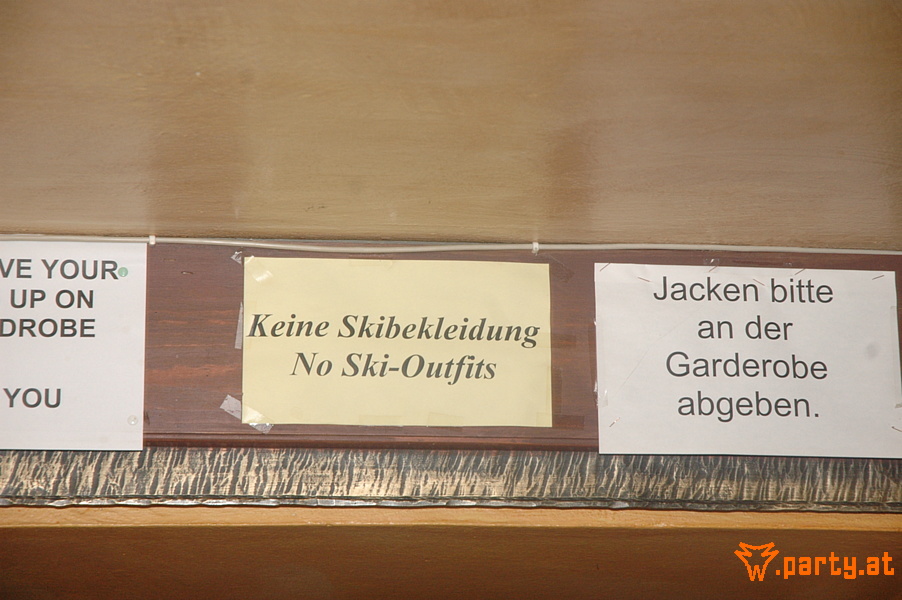 VE YOUR
UP ON
DROBE
YOU
Keine Skibekleidung
No Ski-Outfits
Jacken bitte
an der
Garderobe
abgeben.
.party.at